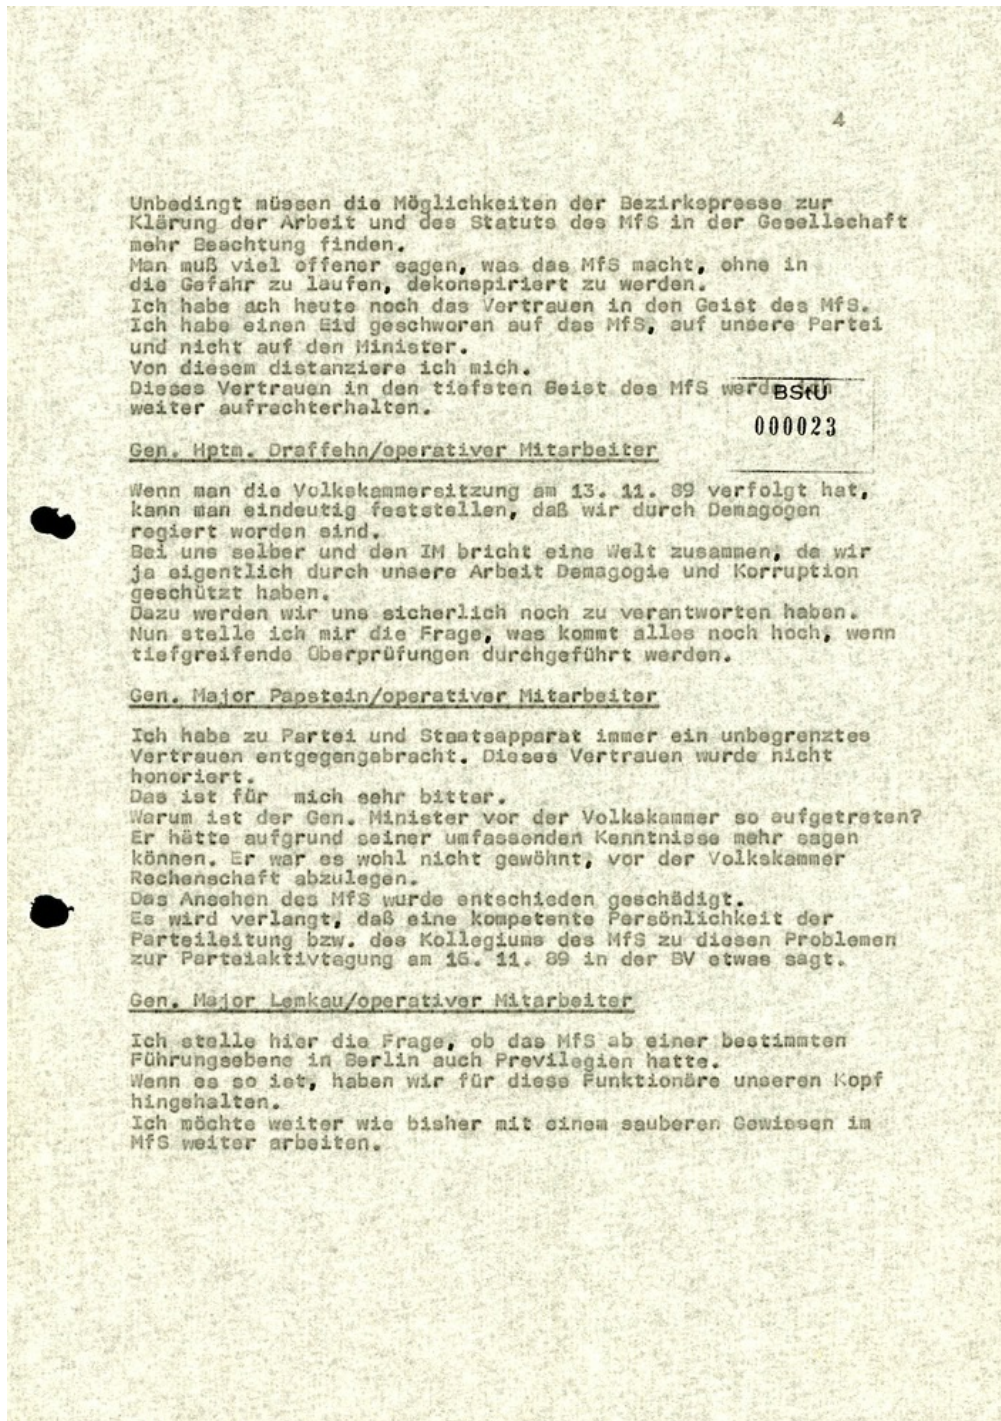 4
Unbedingt müssen die Möglichkeiten der Bezirkspresse zur
Klärung der Arbeit und des Statuts des MfS in der Gesellschaft
mehr Beachtung finden.
Man muß viel offener sagen, was das MfS macht, ohne in
die Gefahr zu laufen, dekonspiriert zu werden.
Ich habe ach heute noch das Vertrauen in den Geist des MfS.
Ich habe einen Eid geschworen auf das MfS, auf unsere Partei
und nicht auf den Minister.
Von diesem distanziere ich mich.
Dieses Vertrauen in den tiefsten Geist des MfS werde ich
weiter aufrechterhalten.
BStU
000023
Gen. Hptm. Draffehn/operativer Mitarbeiter
Wenn man die Volkskammersitzung am 13. 11. 89 verfolgt hat,
kann man eindeutig feststellen, daß wir durch Demagogen
regiert worden sind.
Bei uns selber und den IM bricht eine Welt zusammen, da wir
ja eigentlich durch unsere Arbeit Demagogie und Korruption
geschützt haben.
Dazu werden wir uns sicherlich noch zu verantworten haben.
Nun stelle ich mir die Frage, was kommt alles noch hoch, wenn
tiefgreifende Überprüfungen durchgeführt werden.
Gen. Major Papstein/operativer Mitarbeiter
Ich habe zu Partei und Staatsapparat immer ein unbegrenztes
Vertrauen entgegengebracht. Dieses Vertrauen wurde nicht
honoriert.
Das ist für mich sehr bitter.
Warum ist der Gen. Minister vor der Volkskammer so aufgetreten?
Er hätte aufgrund seiner umfassenden Kenntnisse mehr sagen
können. Er war es wohl nicht gewöhnt, vor der Volkskammer
Rechenschaft abzulegen.
Das Ansehen des MfS wurde entschieden geschädigt.
Es wird verlangt, daß eine kompetente Persönlichkeit der
Parteileitung bzw. des Kollegiums des MfS zu diesen Problemen
zur Parteiaktivtagung am 16. 11. 89 in der BV etwas sagt.
Gen. Major Lemkau/operativer Mitarbeiter
Ich stelle hier die Frage, ob das MfS ab einer bestimmten
Führungsebene in Berlin auch Previlegien hatte.
Wenn es so ist, haben wir für diese Funktionäre unseren Kopf
hingehalten.
Ich möchte weiter wie bisher mit einem sauberen Gewissen im
MfS weiter arbeiten.